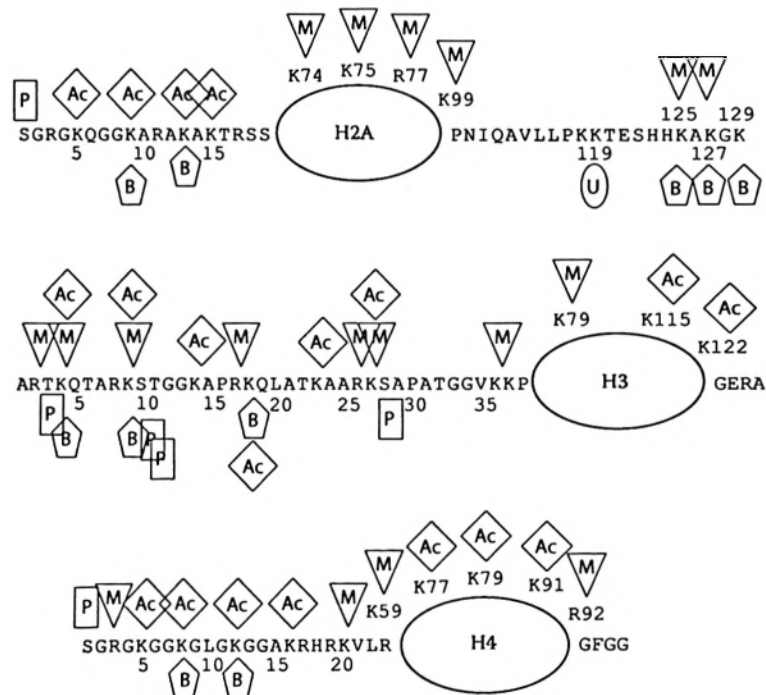 M M M M
K74 K75 R77 K99
P Ac Ac Ac Ac M M
125 129
SGRGKQGGKARAKAKTRSS H2A PNIQAVLLPKKTESHHKAKGK
5 10 15 119 127
B B U B B B
Ac Ac Ac M Ac Ac
K79 K115 K122
M M M Ac M Ac M M M
ARTKQTARKSTGGKAPRKQLATKAARKSAPATGGVKKP H3 GERA
5 10 15 20 25 30 35
P B B P P B P
Ac
Ac Ac Ac M M
K59 K77 K79 K91 R92
P M Ac Ac Ac Ac M
SGRGKGGKGLGKGGAKRHRKVLR H4 GFGG
5 10 15 20
B B